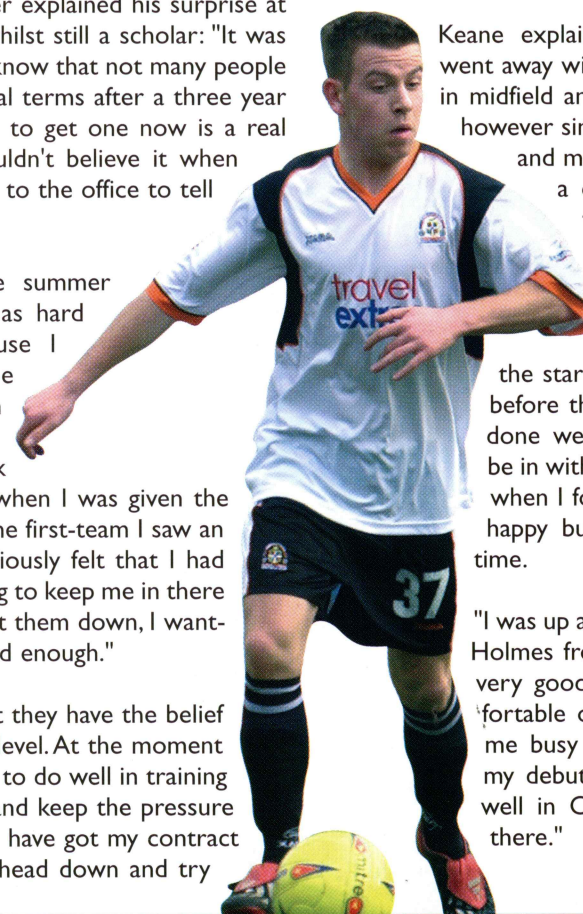 er explained his surprise at
hilst still a scholar: "It was
know that not many people
al terms after a three year
to get one now is a real
uldn't believe it when
to the office to tell
e summer
as hard
use I
e
when I was given the
he first-team I saw an
iously felt that I had
g to keep me in there
t them down, I want-
d enough."
t they have the belief
level. At the moment
to do well in training
and keep the pressure
have got my contract
head down and try
travel
ext
37
mitre
Keane explai
went away wi
in midfield an
however sin
and m
a
the star
before th
done we
be in with
when I fo
happy bu
time.
"I was up a
Holmes fro
very good
fortable c
me busy
my debut
well in C
there."